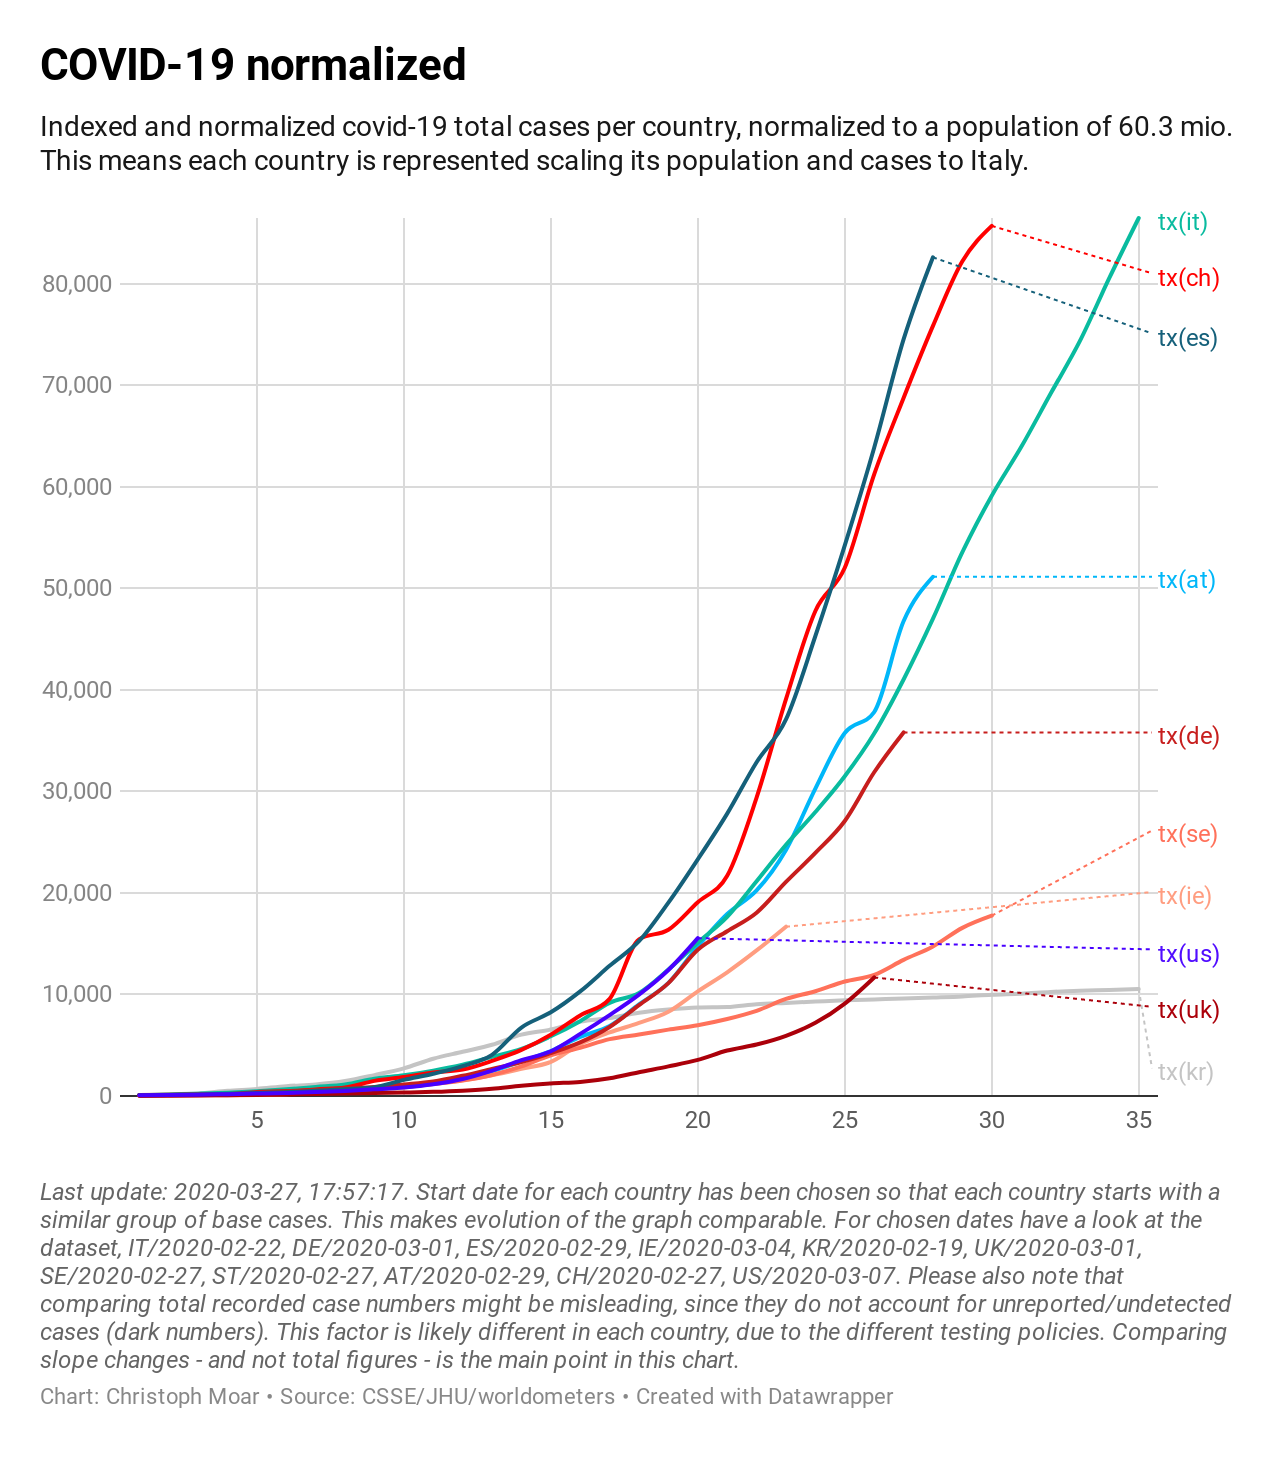 COVID-19 normalized
Indexed and normalized covid-19 total cases per country, normalized to a population of 60.3 mio.
This means each country is represented scaling its population and cases to Italy.
tx(it)
tx(ch)
80,000
tx(es)
70,000
60,000
50,000
tx(at)
40,000
tx(de)
30,000
tx(se)
20,000
tx(ie)
tx(us)
10,000
tx(uk)
tx(kr)
0
5 10 15 20 25 30 35
Last update: 2020-03-27, 17:57:17. Start date for each country has been chosen so that each country starts with a
similar group of base cases. This makes evolution of the graph comparable. For chosen dates have a look at the
dataset, IT/2020-02-22, DE/2020-03-01, ES/2020-02-29, IE/2020-03-04, KR/2020-02-19, UK/2020-03-01,
SE/2020-02-27, ST/2020-02-27, AT/2020-02-29, CH/2020-02-27, US/2020-03-07. Please also note that
comparing total recorded case numbers might be misleading, since they do not account for unreported/undetected
cases (dark numbers). This factor is likely different in each country, due to the different testing policies. Comparing
slope changes - and not total figures - is the main point in this chart.
Chart: Christoph Moar • Source: CSSE/JHU/worldometers • Created with Datawrapper